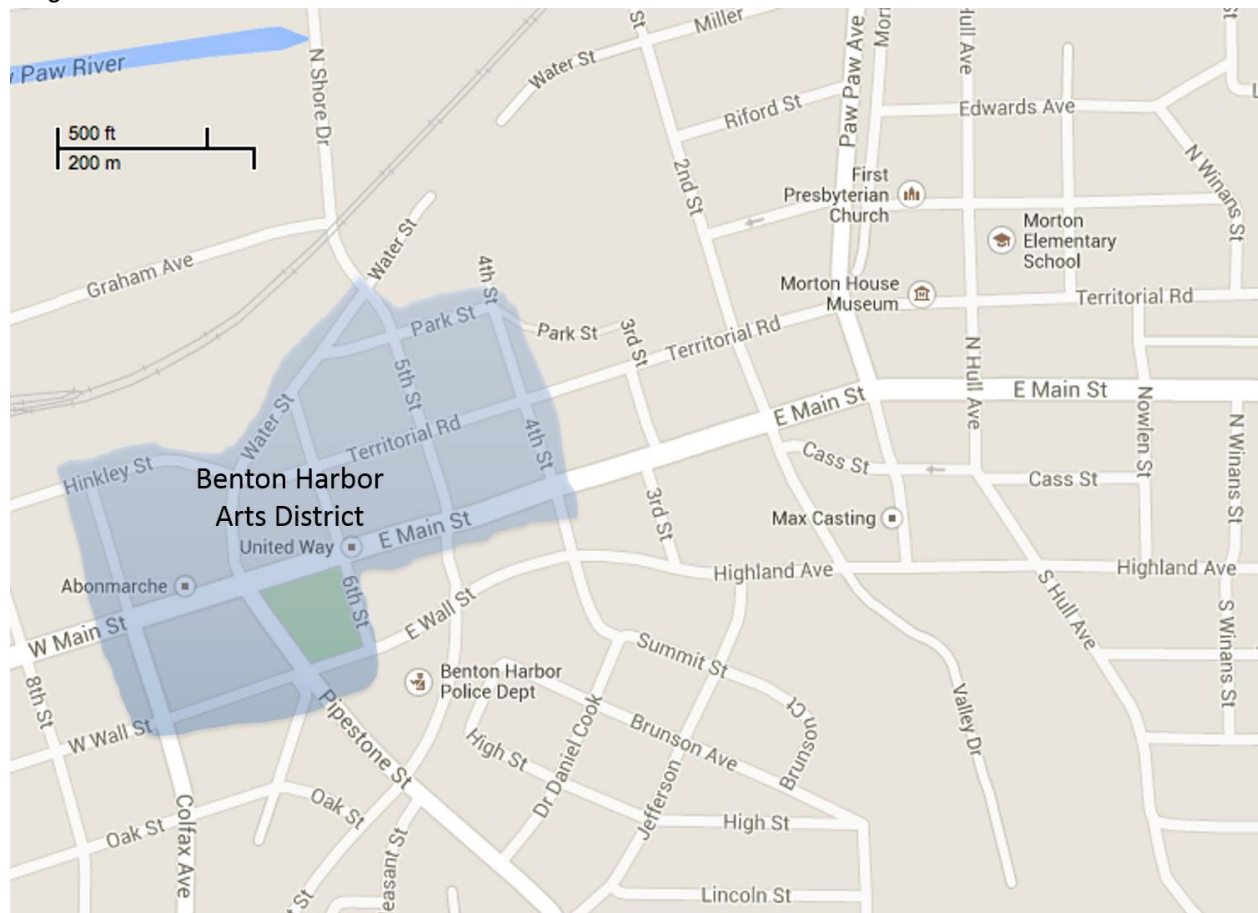 Paw River
N Shore Dr
500 ft
200 m
Water St
Miller
St
Riford St
Paw Paw Ave
Hull Ave
Edwards Ave
St
2nd St
N Winans St
First
Presbyterian
Church
Morton
Elementary
School
Graham Ave
Water St
4th St
Park St
Park St
3rd St
Morton House
Museum
Territorial Rd
Territorial Rd
5th St
N Hull Ave
E Main St
E Main St
Nowlen St
N Winans St
Water St
Territorial Rd
4th St
Hinkley St
Benton Harbor
Arts District
3rd St
Cass St
Cass St
Max Casting
E Main St
United Way
Abonmarche
6th St
Highland Ave
Highland Ave
W Main St
E Wall St
S Hull Ave
S Winans St
8th St
Benton Harbor
Police Dept
Summit St
Brunson Ct
Valley Dr
W Wall St
Pipestone St
High St
Dr Daniel Cook
Brunson Ave
Jefferson
Oak St
Oak St
Colfax Ave
High St
easant St
St
Lincoln St